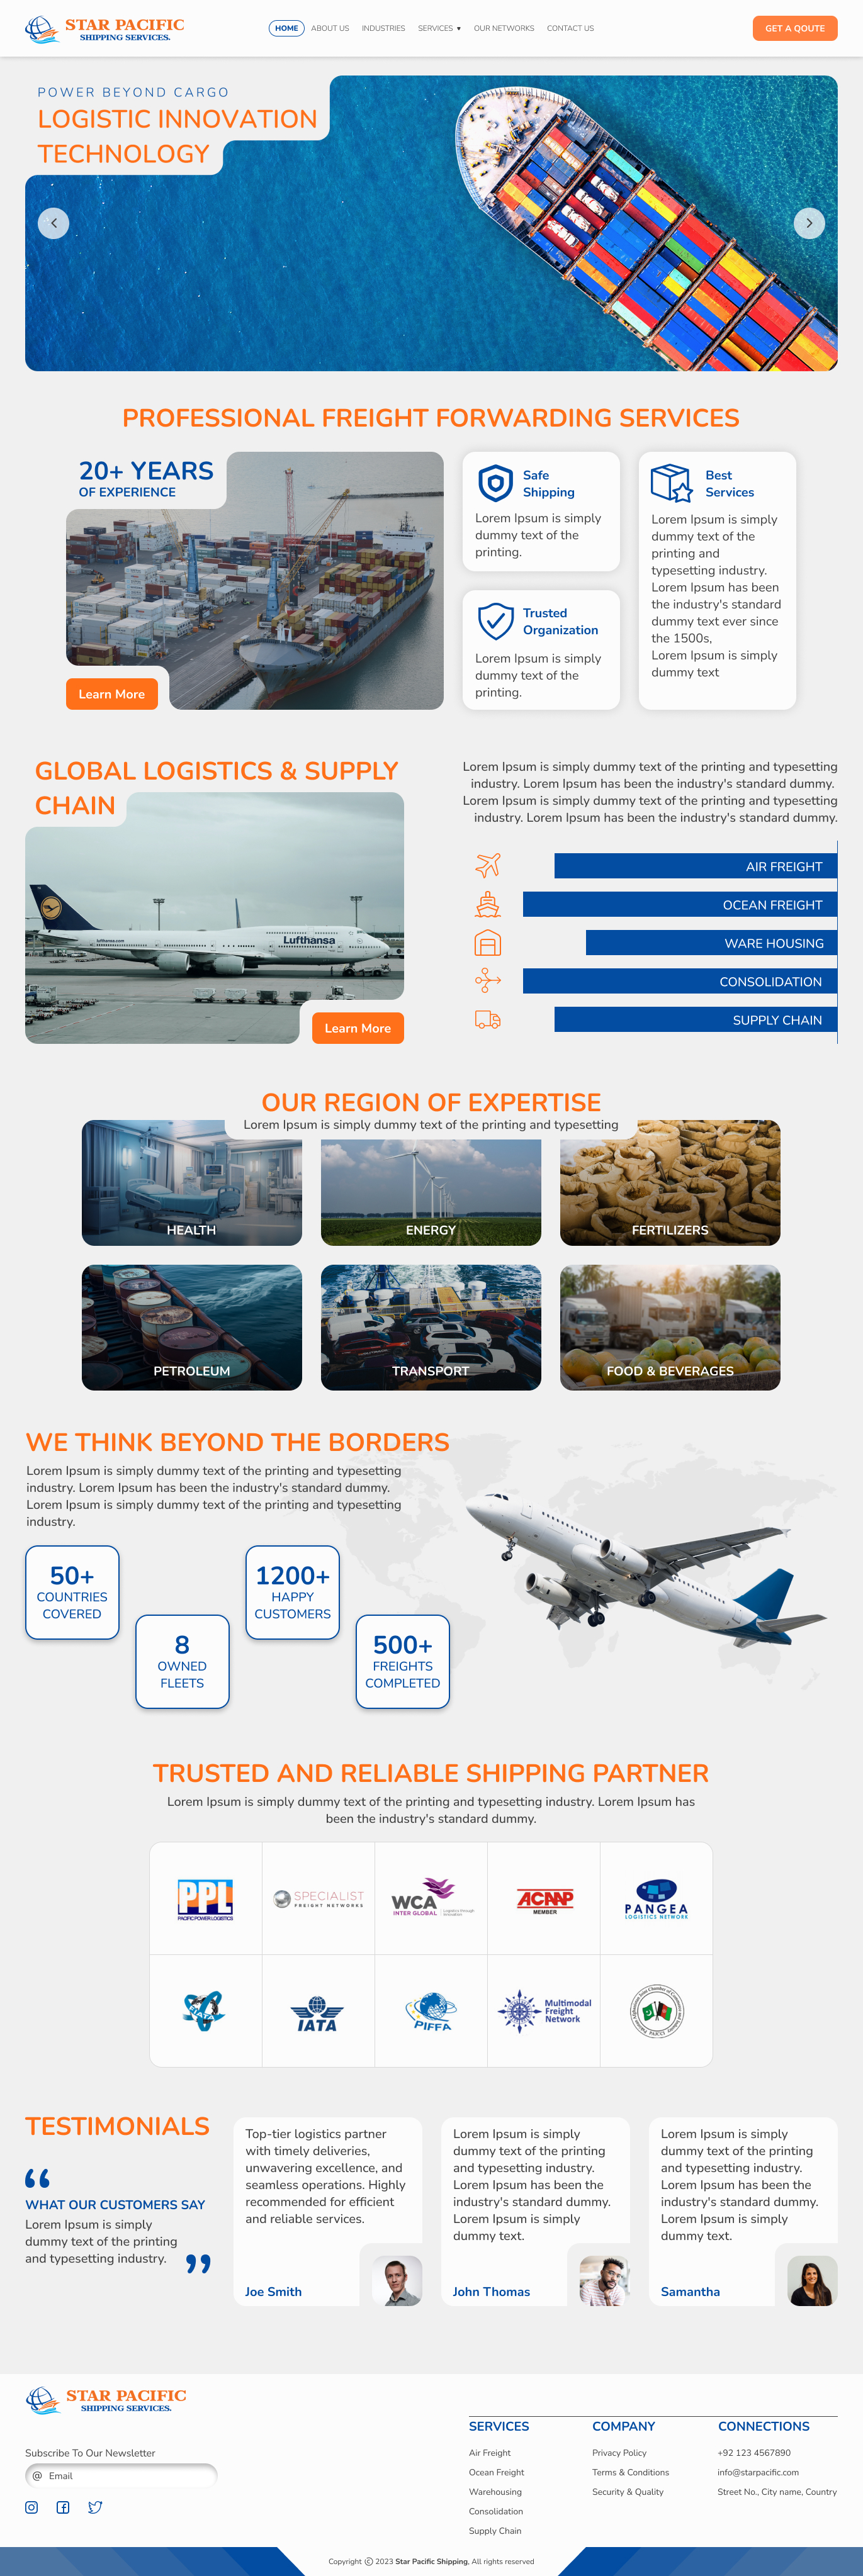 STAR PACIFIC
SHIPPING SERVICES.
HOME
ABOUT US
INDUSTRIES
SERVICES ▼
OUR NETWORKS
CONTACT US
GET A QOUTE
POWER BEYOND CARGO
LOGISTIC INNOVATION
TECHNOLOGY
PROFESSIONAL FREIGHT FORWARDING SERVICES
20+ YEARS
OF EXPERIENCE
Learn More
Safe
Shipping
Lorem Ipsum is simply
dummy text of the
printing.
Trusted
Organization
Lorem Ipsum is simply
dummy text of the
printing.
Best
Services
Lorem Ipsum is simply
dummy text of the
printing and
typesetting industry.
Lorem Ipsum has been
the industry's standard
dummy text ever since
the 1500s,
Lorem Ipsum is simply
dummy text
GLOBAL LOGISTICS & SUPPLY
CHAIN
lufthansa.com
Lufthansa
Learn More
Lorem Ipsum is simply dummy text of the printing and typesetting
industry. Lorem Ipsum has been the industry's standard dummy.
Lorem Ipsum is simply dummy text of the printing and typesetting
industry. Lorem Ipsum has been the industry's standard dummy.
AIR FREIGHT
OCEAN FREIGHT
WARE HOUSING
CONSOLIDATION
SUPPLY CHAIN
OUR REGION OF EXPERTISE
Lorem Ipsum is simply dummy text of the printing and typesetting
HEALTH
ENERGY
FERTILIZERS
PETROLEUM
TRANSPORT
FOOD & BEVERAGES
WE THINK BEYOND THE BORDERS
Lorem Ipsum is simply dummy text of the printing and typesetting
industry. Lorem Ipsum has been the industry's standard dummy.
Lorem Ipsum is simply dummy text of the printing and typesetting
industry.
50+
COUNTRIES
COVERED
8
OWNED
FLEETS
1200+
HAPPY
CUSTOMERS
500+
FREIGHTS
COMPLETED
TRUSTED AND RELIABLE SHIPPING PARTNER
Lorem Ipsum is simply dummy text of the printing and typesetting industry. Lorem Ipsum has
been the industry's standard dummy.
PPL
PACIFIC POWER LOGISTICS
SPECIALIST
FREIGHT NETWORKS
WCA
INTER GLOBAL
Logistics through
innovation
ACAAP
MEMBER
PANGEA
LOGISTICS NETWORK
IATA
PIFFA
Multimodal
Freight
Network
TESTIMONIALS
“
WHAT OUR CUSTOMERS SAY
Lorem Ipsum is simply
dummy text of the printing
and typesetting industry.
”
Top-tier logistics partner
with timely deliveries,
unwavering excellence, and
seamless operations. Highly
recommended for efficient
and reliable services.
Joe Smith
Lorem Ipsum is simply
dummy text of the printing
and typesetting industry.
Lorem Ipsum has been the
industry's standard dummy.
Lorem Ipsum is simply
dummy text.
John Thomas
Lorem Ipsum is simply
dummy text of the printing
and typesetting industry.
Lorem Ipsum has been the
industry's standard dummy.
Lorem Ipsum is simply
dummy text.
Samantha
STAR PACIFIC
SHIPPING SERVICES.
Subscribe To Our Newsletter
@ Email
SERVICES
Air Freight
Ocean Freight
Warehousing
Consolidation
Supply Chain
COMPANY
Privacy Policy
Terms & Conditions
Security & Quality
CONNECTIONS
+92 123 4567890
info@starpacific.com
Street No., City name, Country
Copyright © 2023 Star Pacific Shipping, All rights reserved